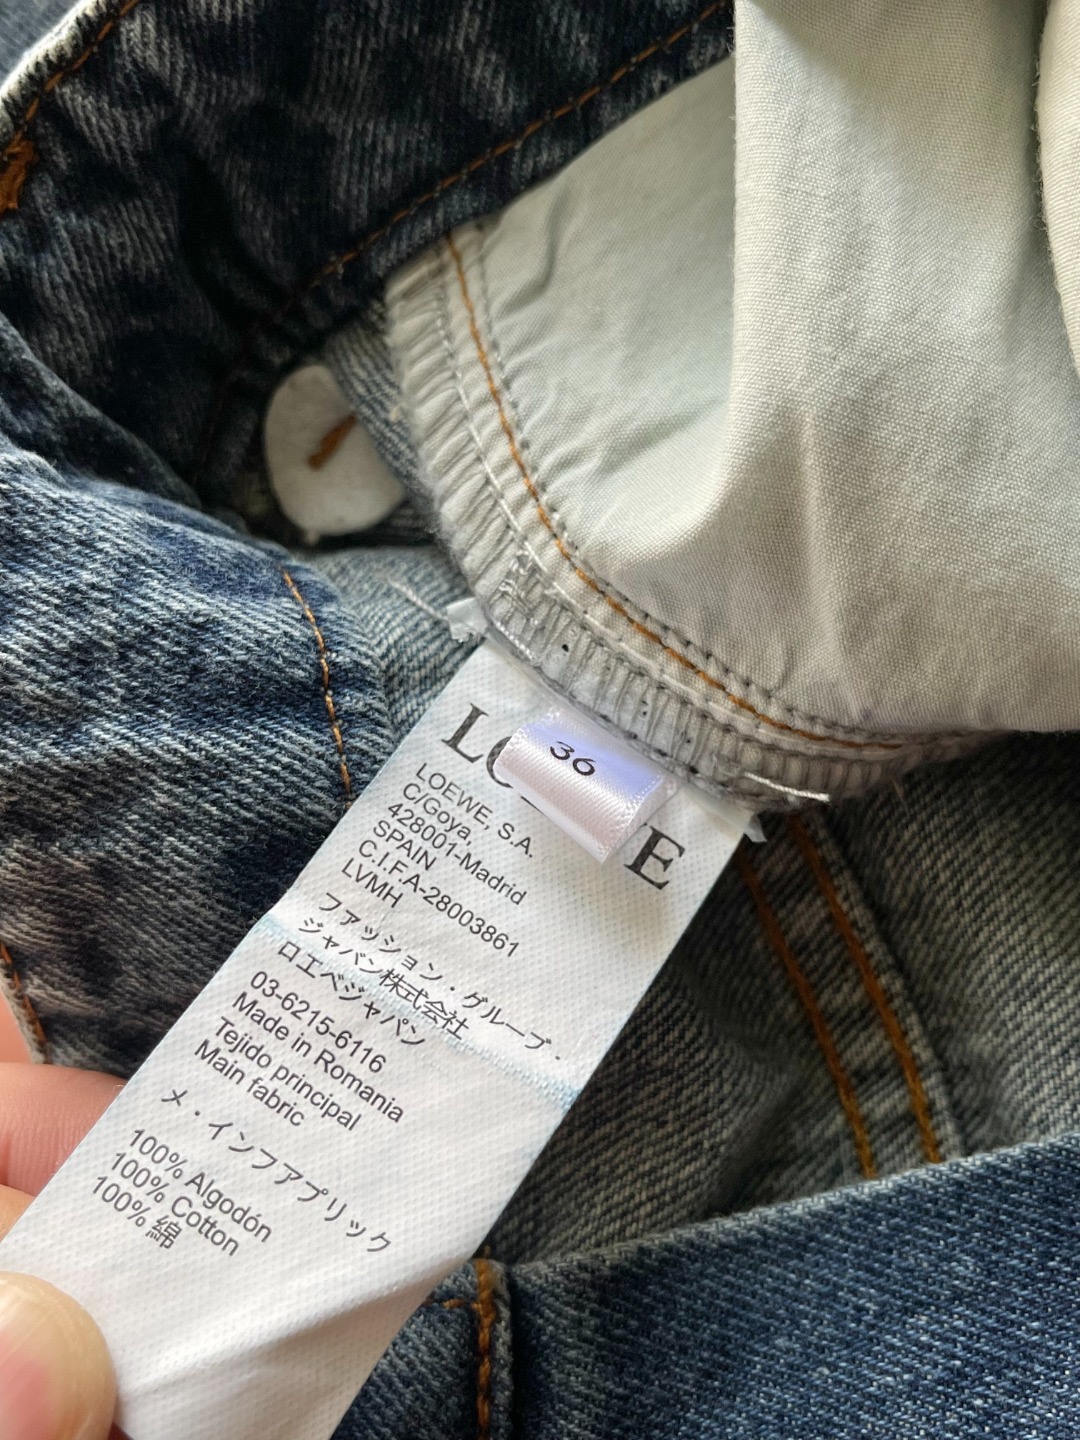 36
LOEWE, S.A.
C/Goya,
428001-Madrid
SPAIN
C.I.F.A-28003861
LVMH
ファッション・グループ・
ジャバン株式会社
ロエベジャパン
03-6215-6116
Made in Romania
Tejido principal
Main fabric
メ・インファブリック
100% Algodón
100% Cotton
100% 綿